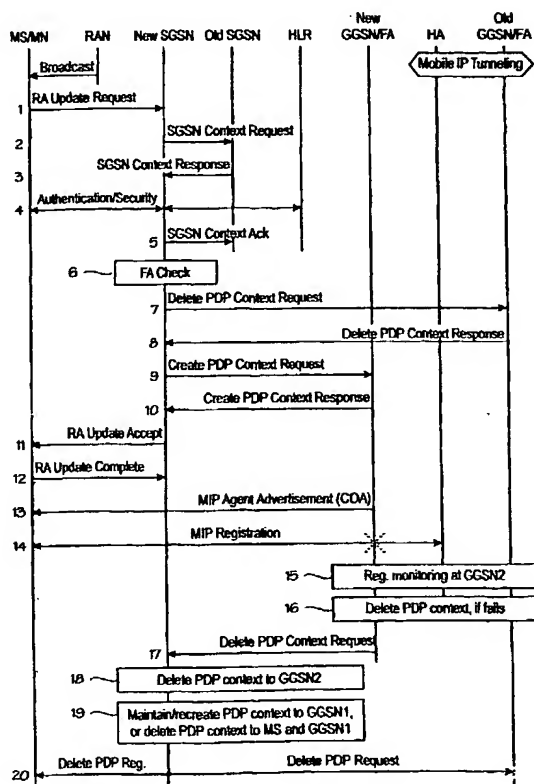 MS/MN
RAN
New SGSN
Old SGSN
HLR
New
GGSN/FA
HA
Old
GGSN/FA
Mobile IP Tunneling
Broadcast
1
RA Update Request
2
SGSN Context Request
3
SGSN Context Response
4
Authentication/Security
5
SGSN Context Ack
6
FA Check
7
Delete PDP Context Request
8
Delete PDP Context Response
9
Create PDP Context Request
10
Create PDP Context Response
11
RA Update Accept
12
RA Update Complete
13
MIP Agent Advertisement (COA)
14
MIP Registration
15
Reg. monitoring at GGSN2
16
Delete PDP context, if fails
17
Delete PDP Context Request
18
Delete PDP context to GGSN2
19
Maintain/recreate PDP context to GGSN1,
or delete PDP context to MS and GGSN1
20
Delete PDP Reg.
Delete PDP Request